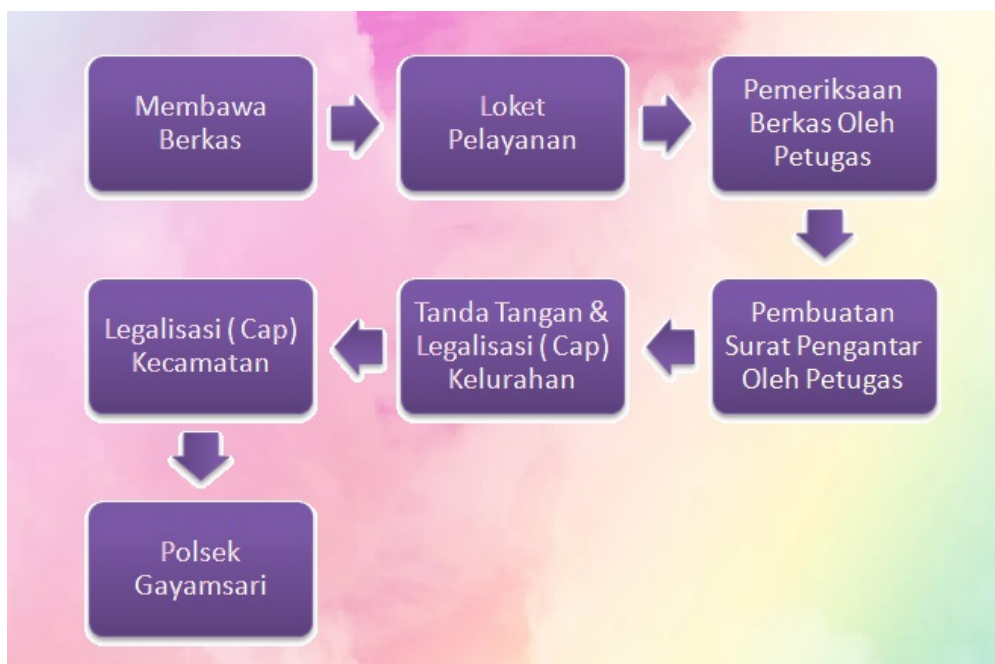 Membawa
Berkas
Loket
Pelayanan
Pemeriksaan
Berkas Oleh
Petugas
Pembuatan
Surat Pengantar
Oleh Petugas
Tanda Tangan &
Legalisasi ( Cap)
Kelurahan
Legalisasi ( Cap)
Kecamatan
Polsek
Gayamsari